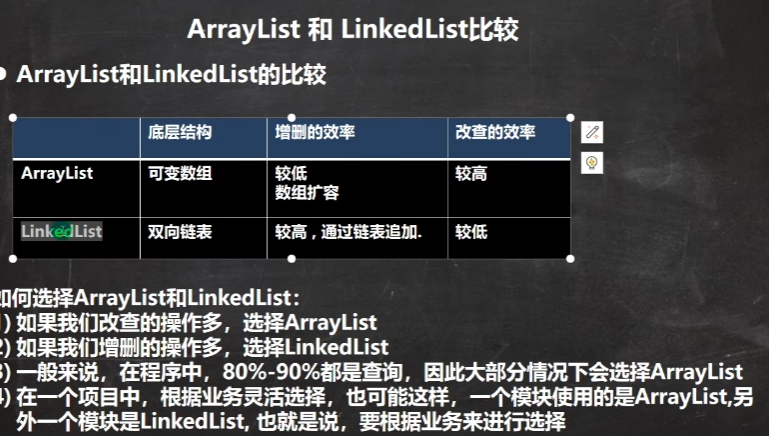 ArrayList 和 LinkedList比较
ArrayList和LinkedList的比较
底层结构 增删的效率 改查的效率
ArrayList 可变数组 较低 较高
数组扩容
LinkedList 双向链表 较高 , 通过链表追加. 较低
如何选择ArrayList和LinkedList：
1) 如果我们改查的操作多，选择ArrayList
2) 如果我们增删的操作多，选择LinkedList
3) 一般来说，在程序中，80%-90%都是查询，因此大部分情况下会选择ArrayList
4) 在一个项目中，根据业务灵活选择，也可能这样，一个模块使用的是ArrayList,另
外一个模块是LinkedList, 也就是说，要根据业务来进行选择